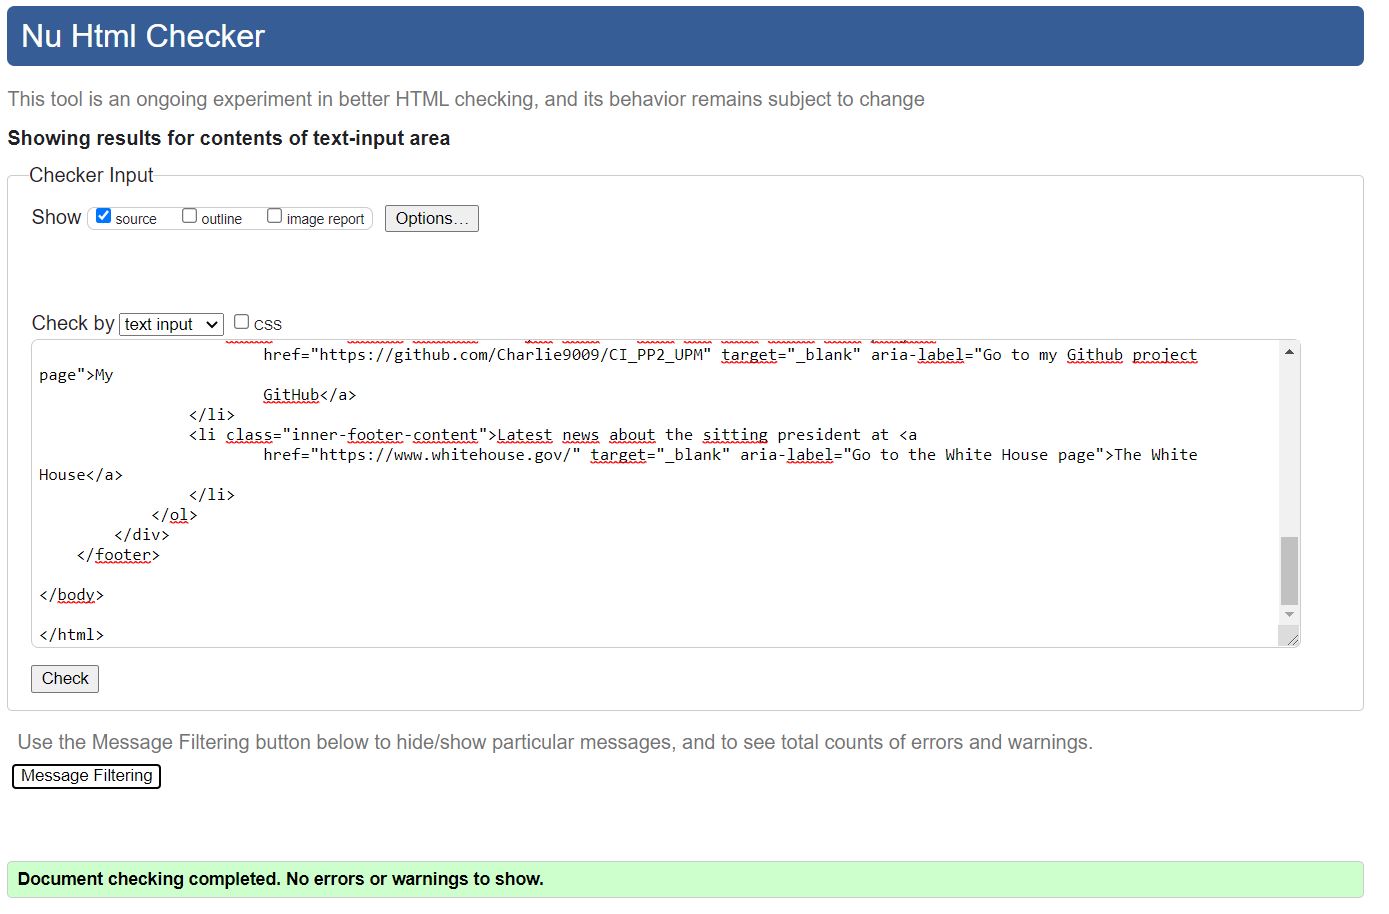 Nu Html Checker
This tool is an ongoing experiment in better HTML checking, and its behavior remains subject to change
Showing results for contents of text-input area
Checker Input
Show source outline image report Options...
Check by text input CSS
href="https://github.com/Charlie9009/CI_PP2_UPM" target="_blank" aria-label="Go to my Github project
page">My
GitHub</a>
</li>
<li class="inner-footer-content">Latest news about the sitting president at <a
href="https://www.whitehouse.gov/" target="_blank" aria-label="Go to the White House page">The White
House</a>
</li>
</ol>
</div>
</footer>
</body>
</html>
Check
Use the Message Filtering button below to hide/show particular messages, and to see total counts of errors and warnings.
Message Filtering
Document checking completed. No errors or warnings to show.